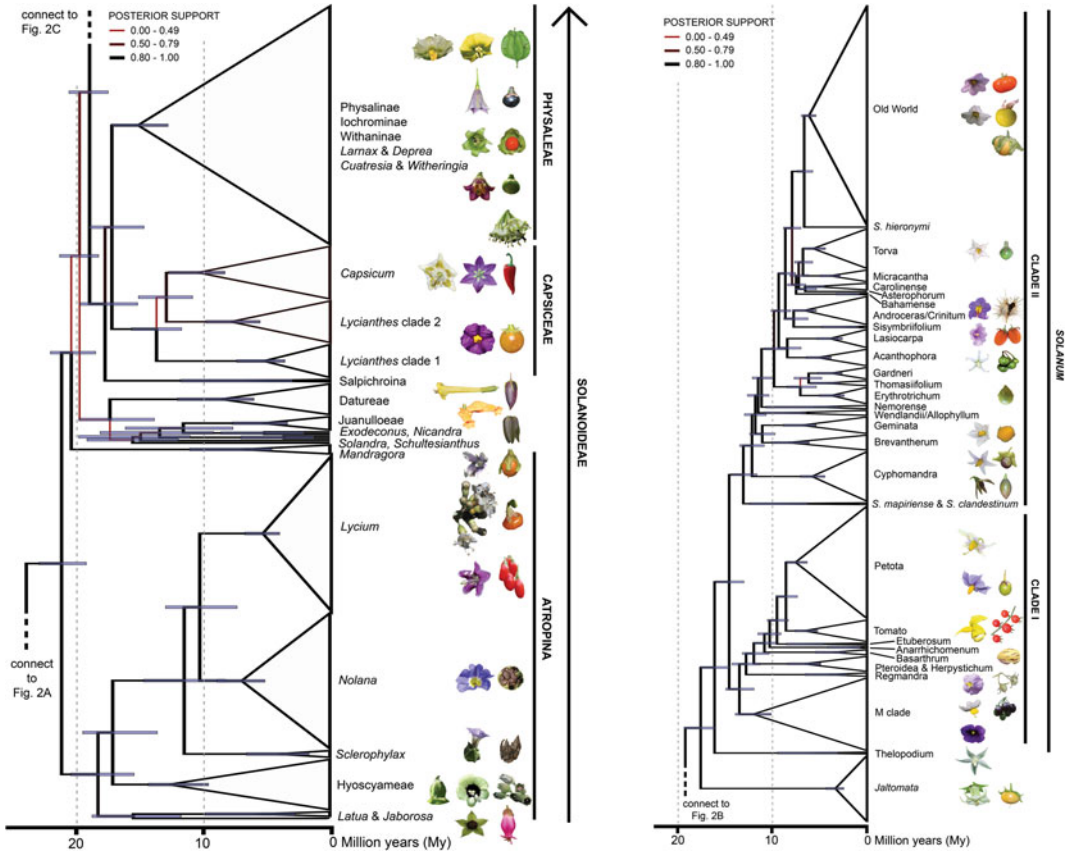 connect to
Fig. 2C
POSTERIOR SUPPORT
0.00 - 0.49
0.50 - 0.79
0.80 - 1.00
Physalinae
Iochrominae
Withaninae
Larnax & Deprea
Cuatresia & Witheringia
PHYSALEAE
Capsicum
Lycianthes clade 2
Lycianthes clade 1
CAPSICEAE
Salpichroina
Datureae
Juanulloeae
Exodeconus, Nicandra
Solandra, Schultesianthus
Mandragora
SOLANOIDEAE
Lycium
Nolana
Sclerophylax
Hyoscyameae
Latua & Jaborosa
ATROPINA
connect
to
Fig. 2A
20
10
0 Million years (My)
POSTERIOR SUPPORT
0.00 - 0.49
0.50 - 0.79
0.80 - 1.00
Old World
S. hieronymi
Torva
Micracantha
Carolinense
Asterophorum
Bahamense
Androceras/Crinitum
Sisymbriifolium
Lasiocarpa
Acanthophora
Gardneri
Thomasiifolium
Erythrotrichum
Nemorense
Wendlandii/Allophyllum
Geminata
Brevantherum
Cyphomandra
S. mapiriense & S. clandestinum
CLADE II
SOLANUM
Petota
Tomato
Etuberosum
Anarrhichomenum
Basarthrum
Pteroidea & Herpystichum
Regmandra
M clade
CLADE I
Thelopodium
Jaltomata
connect to
Fig. 2B
20
10
0 Million years (My)